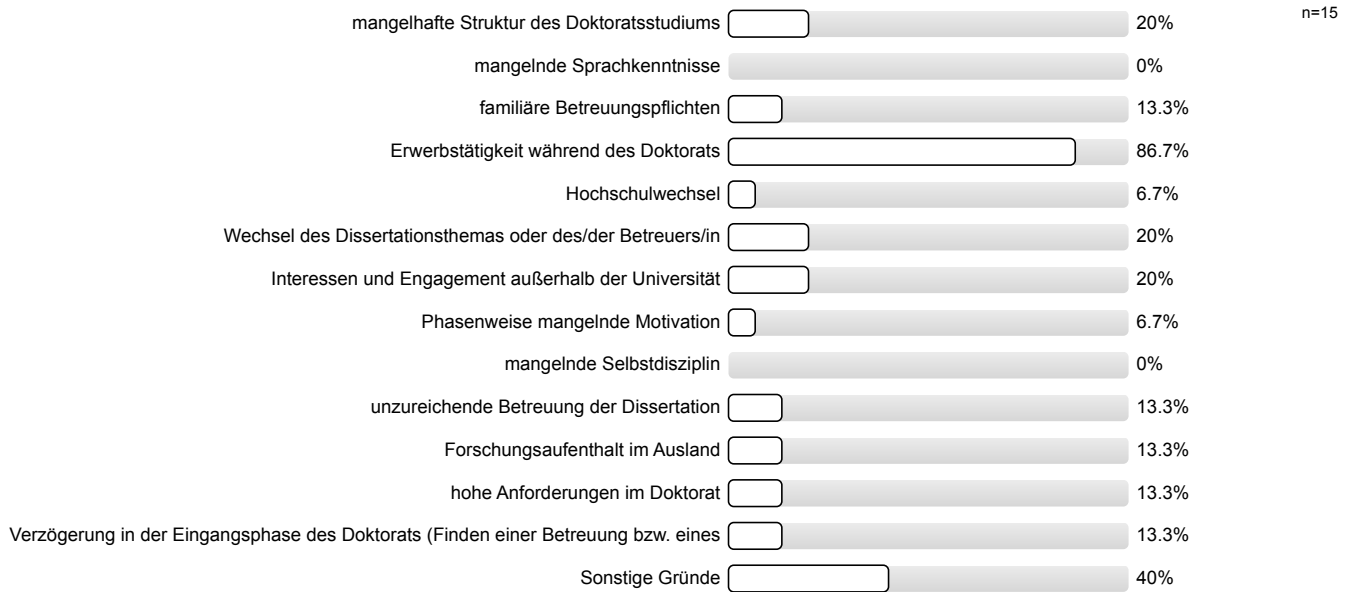 n=15
mangelhafte Struktur des Doktoratsstudiums 20%
mangelnde Sprachkenntnisse 0%
familiäre Betreuungspflichten 13.3%
Erwerbstätigkeit während des Doktorats 86.7%
Hochschulwechsel 6.7%
Wechsel des Dissertationsthemas oder des/der Betreuers/in 20%
Interessen und Engagement außerhalb der Universität 20%
Phasenweise mangelnde Motivation 6.7%
mangelnde Selbstdisziplin 0%
unzureichende Betreuung der Dissertation 13.3%
Forschungsaufenthalt im Ausland 13.3%
hohe Anforderungen im Doktorat 13.3%
Verzögerung in der Eingangsphase des Doktorats (Finden einer Betreuung bzw. eines 13.3%
Sonstige Gründe 40%